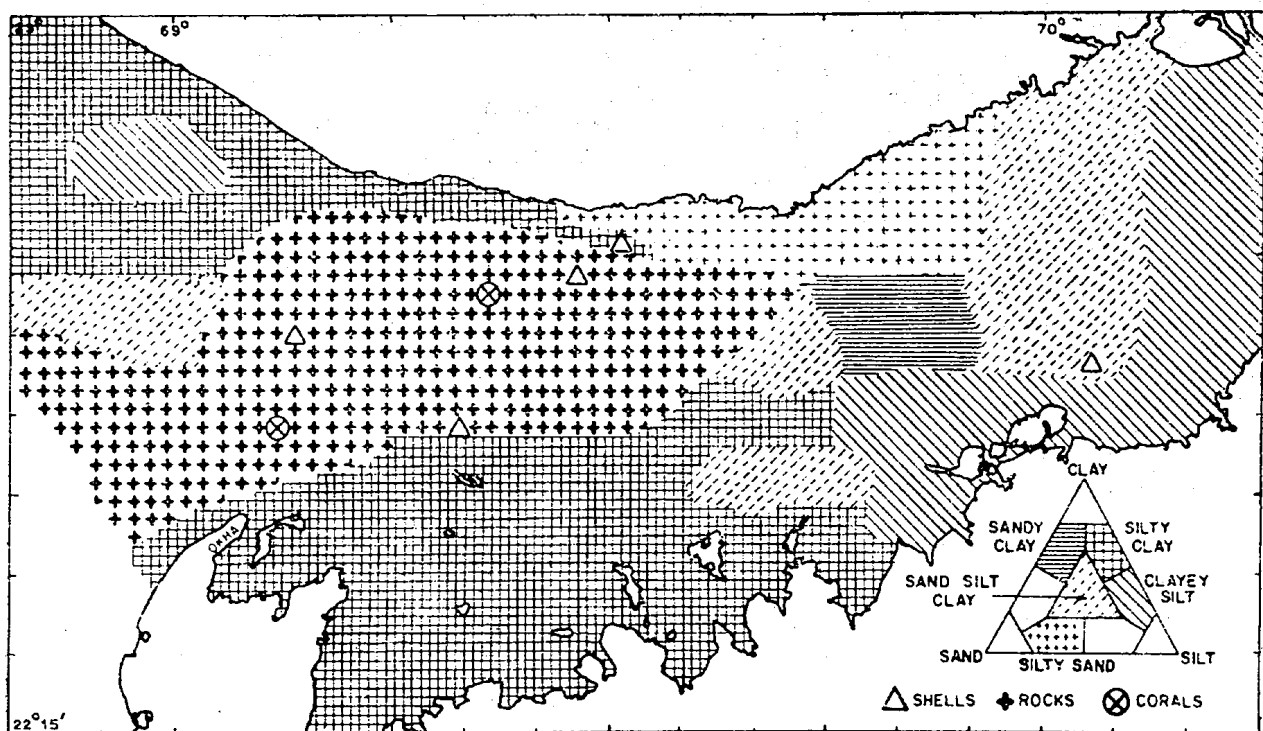 69° 70°
OKHA
CLAY
SANDY CLAY
SILTY CLAY
SAND SILT CLAY
CLAYEY SILT
SAND
SILTY SAND
SILT
SHELLS ROCKS CORALS
22°15'